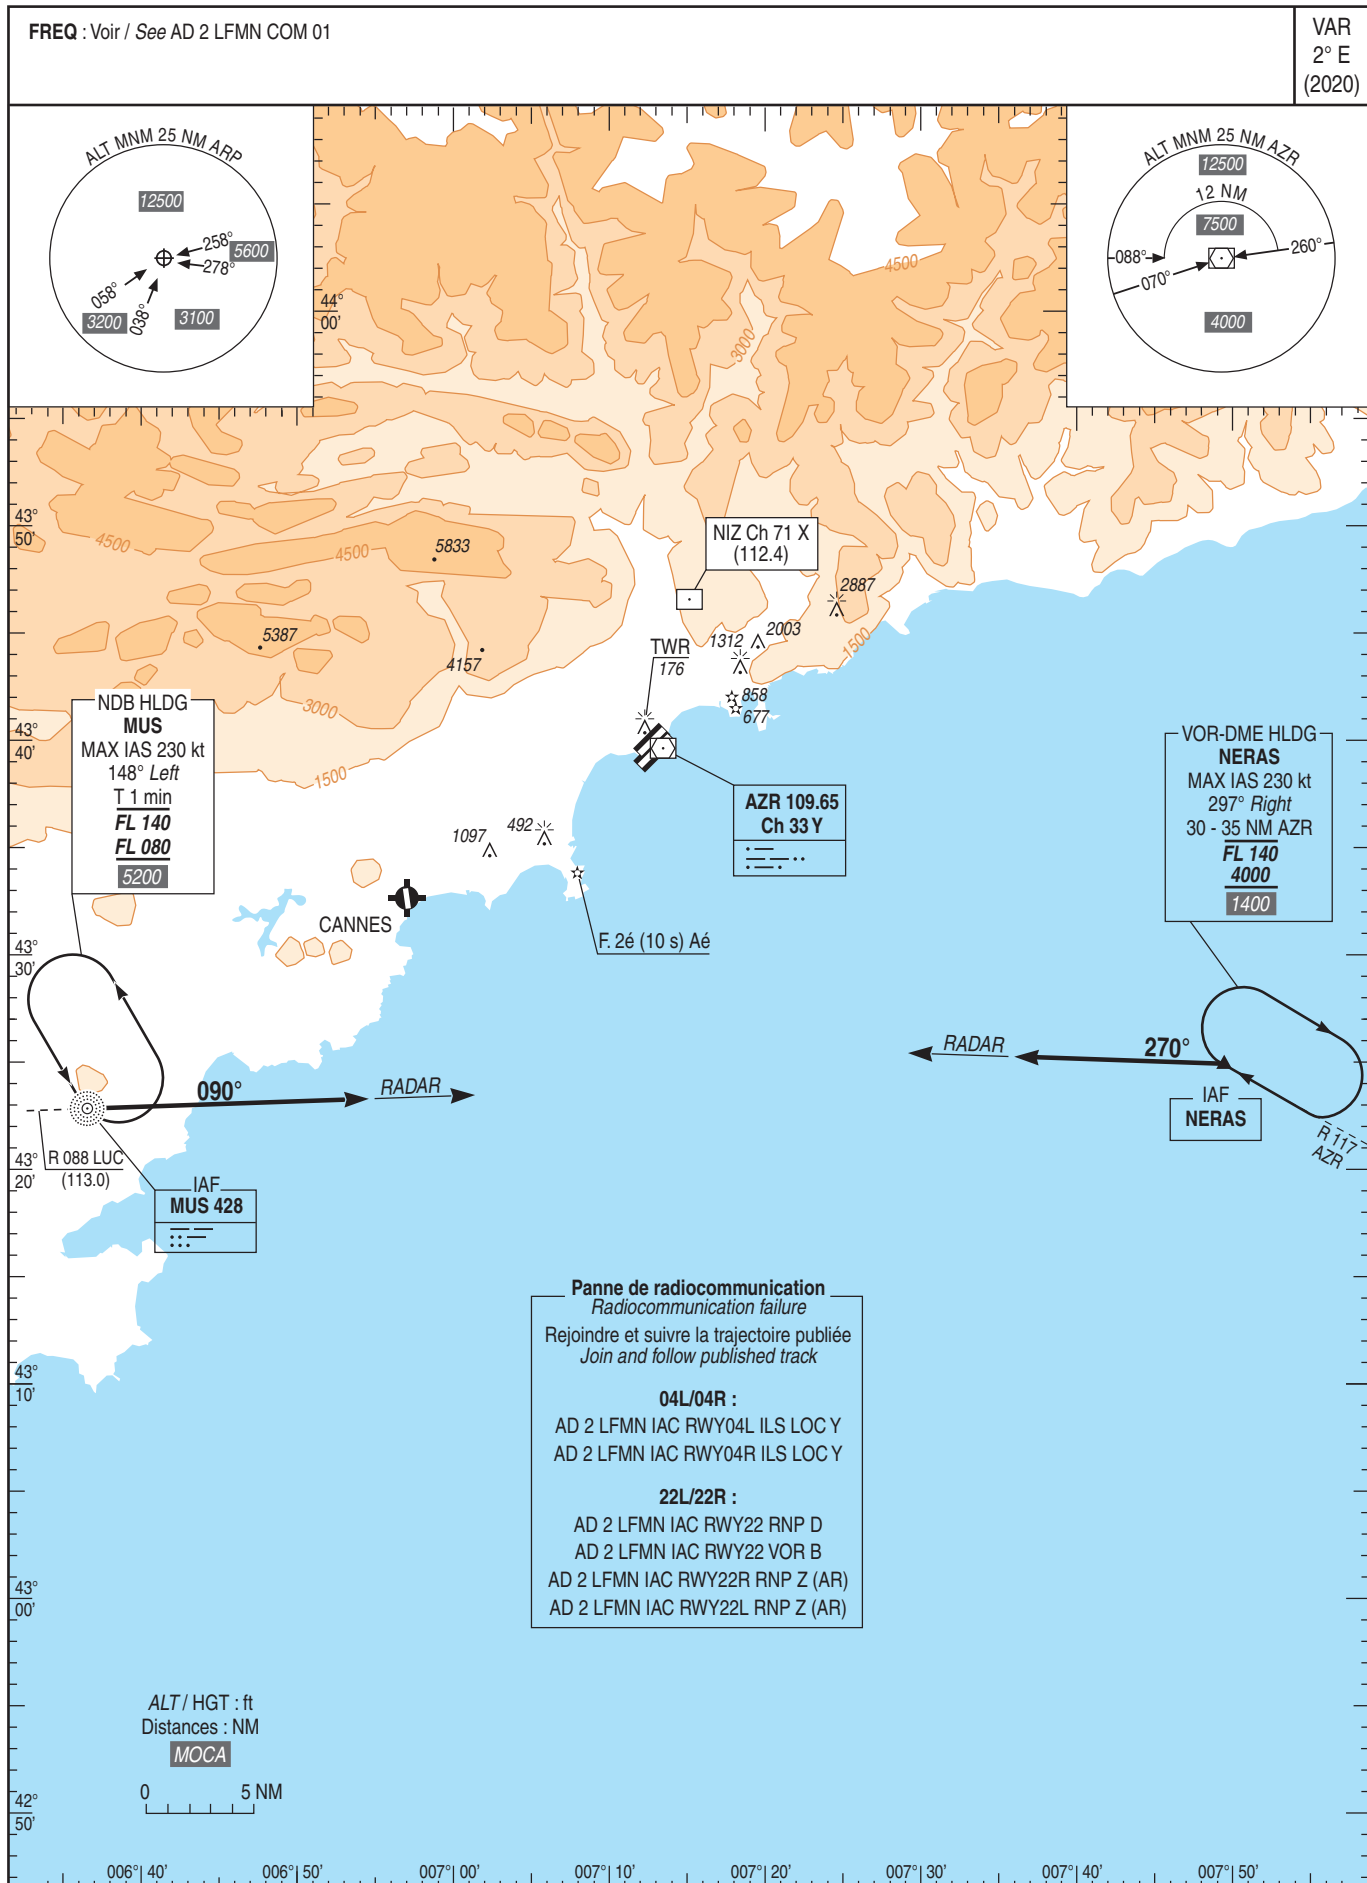 FREQ : Voir / See AD 2 LFMN COM 01
VAR
2° E
(2020)
ALT MNM 25 NM ARP
12500
258°
5600
278°
058°
038°
3200
3100
ALT MNM 25 NM AZR
12500
12 NM
7500
088°
260°
070°
4000
44°
00'
4500
3000
43°
50'
4500
4500
5833
NIZ Ch 71 X
(112.4)
2887
5387
4157
TWR
176
1312
2003
1500
858
677
3000
1500
NDB HLDG
MUS
MAX IAS 230 kt
148° Left
T 1 min
FL 140
FL 080
5200
43°
40'
VOR-DME HLDG
NERAS
MAX IAS 230 kt
297° Right
30 - 35 NM AZR
FL 140
4000
1400
AZR 109.65
Ch 33 Y
1097
492
CANNES
F. 2é (10 s) Aé
43°
30'
090°
RADAR
RADAR
270°
IAF
NERAS
R 117
AZR
R 088 LUC
(113.0)
43°
20'
IAF
MUS 428
Panne de radiocommunication
Radiocommunication failure
Rejoindre et suivre la trajectoire publiée
Join and follow published track
04L/04R :
AD 2 LFMN IAC RWY04L ILS LOC Y
AD 2 LFMN IAC RWY04R ILS LOC Y
22L/22R :
AD 2 LFMN IAC RWY22 RNP D
AD 2 LFMN IAC RWY22 VOR B
AD 2 LFMN IAC RWY22R RNP Z (AR)
AD 2 LFMN IAC RWY22L RNP Z (AR)
43°
10'
43°
00'
ALT / HGT : ft
Distances : NM
MOCA
0 5 NM
42°
50'
006° 40' 006° 50' 007° 00' 007° 10' 007° 20' 007° 30' 007° 40' 007° 50'